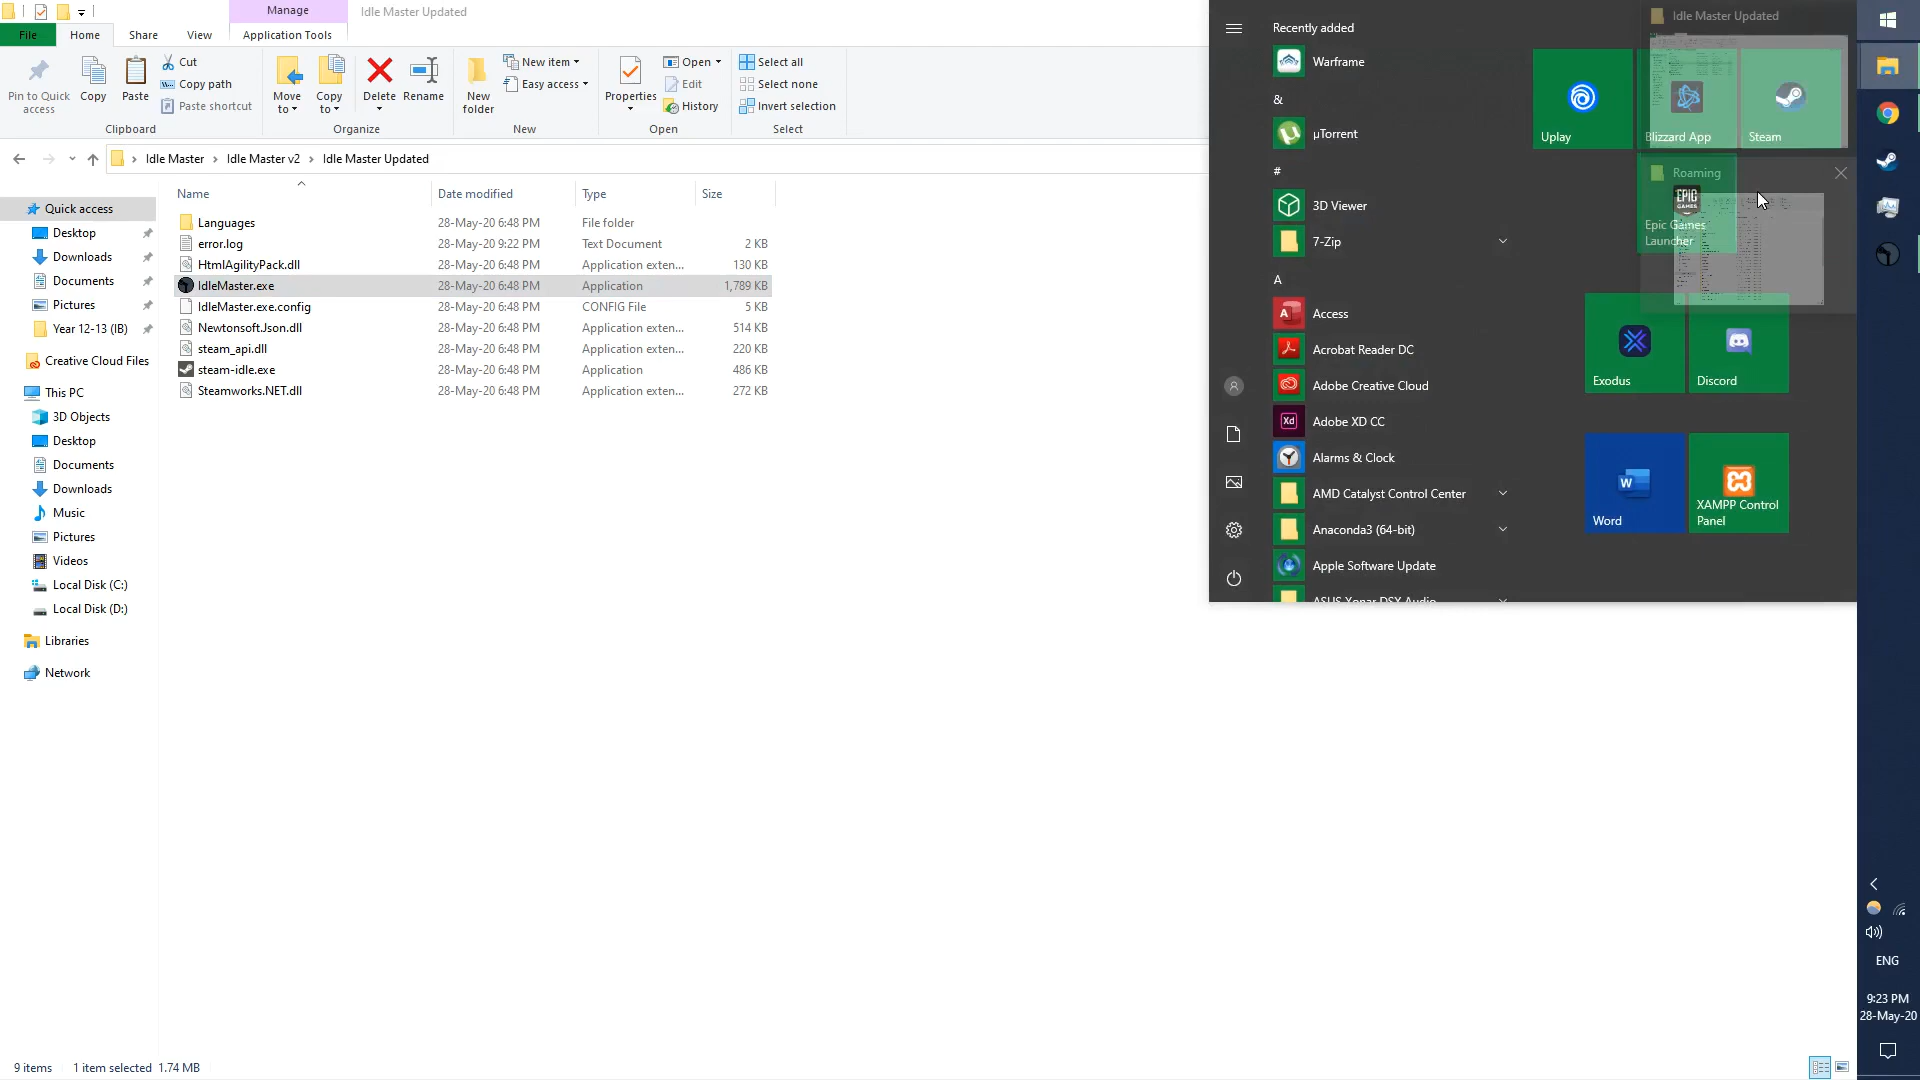 Manage
Idle Master Updated
File
Home
Share
View
Application Tools
Pin to Quick
access
Copy
Paste
Cut
Copy path
Paste shortcut
Clipboard
Move
to
Copy
to
Delete
Rename
Organize
New
folder
New item
Easy access
New
Properties
Open
Edit
History
Open
Select all
Select none
Invert selection
Select
Idle Master
Idle Master v2
Idle Master Updated
Name
Date modified
Type
Size
Languages
28-May-20 6:48 PM
File folder
error.log
28-May-20 9:22 PM
Text Document
2 KB
HtmlAgilityPack.dll
28-May-20 6:48 PM
Application exten...
130 KB
IdleMaster.exe
28-May-20 6:48 PM
Application
1,789 KB
IdleMaster.exe.config
28-May-20 6:48 PM
CONFIG File
5 KB
Newtonsoft.Json.dll
28-May-20 6:48 PM
Application exten...
514 KB
steam_api.dll
28-May-20 6:48 PM
Application exten...
220 KB
steam-idle.exe
28-May-20 6:48 PM
Application
486 KB
Steamworks.NET.dll
28-May-20 6:48 PM
Application exten...
272 KB
Quick access
Desktop
Downloads
Documents
Pictures
Year 12-13 (IB)
Creative Cloud Files
This PC
3D Objects
Desktop
Documents
Downloads
Music
Pictures
Videos
Local Disk (C:)
Local Disk (D:)
Libraries
Network
9 items
1 item selected 1.74 MB
Recently added
Warframe
&
µTorrent
#
3D Viewer
7-Zip
A
Access
Acrobat Reader DC
Adobe Creative Cloud
Xd
Adobe XD CC
Alarms & Clock
AMD Catalyst Control Center
Anaconda3 (64-bit)
Apple Software Update
ASUS Xonar DSX Audio
Idle Master Updated
Uplay
Blizzard App
Steam
Roaming
EPIC
GAMES
Epic Games
Launcher
Exodus
Discord
W
Word
XAMPP Control
Panel
ENG
9:23 PM
28-May-20